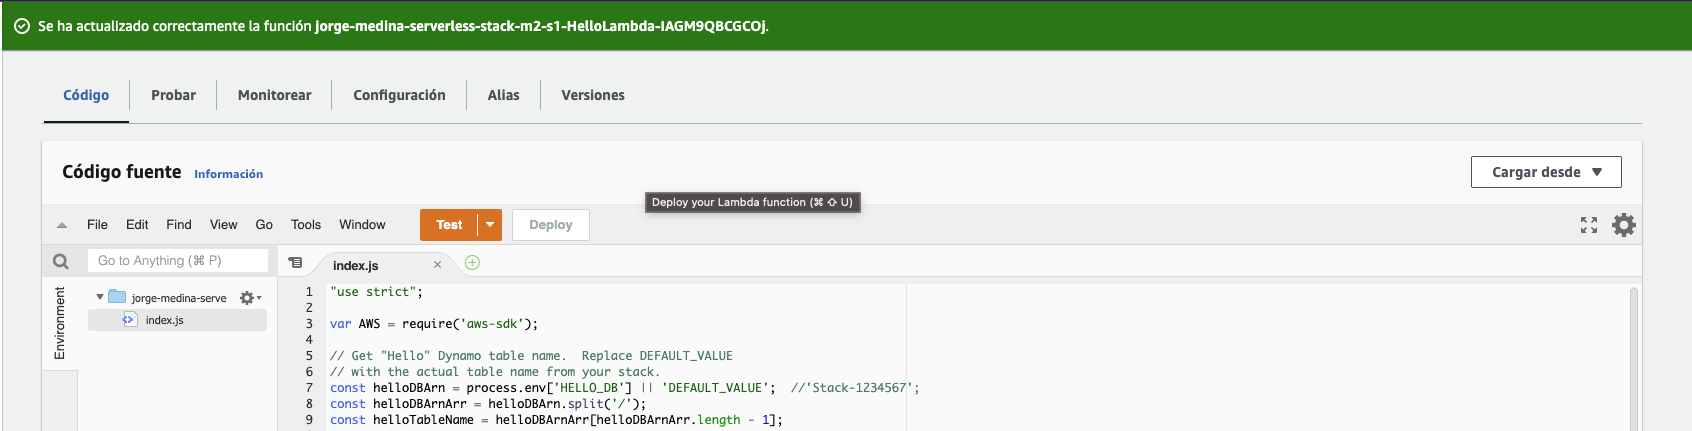 Se ha actualizado correctamente la función jorge-medina-serverless-stack-m2-s1-HelloLambda-IAGM9QBCGCOj.
Código Probar Monitorear Configuración Alias Versiones
Código fuente Información Cargar desde
Deploy your Lambda function (⌘ ⇧ U)
File Edit Find View Go Tools Window Test Deploy
Go to Anything (⌘ P) index.js
Environment
jorge-medina-serve
index.js
1 "use strict";
2
3 var AWS = require('aws-sdk');
4
5 // Get "Hello" Dynamo table name.  Replace DEFAULT_VALUE
6 // with the actual table name from your stack.
7 const helloDBArn = process.env['HELLO_DB'] || 'DEFAULT_VALUE';  //'Stack-1234567';
8 const helloDBArnArr = helloDBArn.split('/');
9 const helloTableName = helloDBArnArr[helloDBArnArr.length - 1];